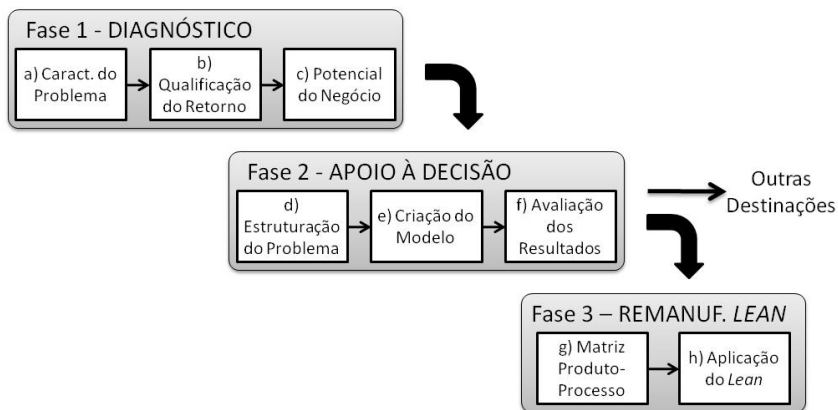 Fase 1 - DIAGNÓSTICO
a) Caract. do
Problema
b)
Qualificação
do Retorno
c) Potencial
do Negócio
Fase 2 - APOIO À DECISÃO
d)
Estruturação
do Problema
e) Criação do
Modelo
f) Avaliação
dos
Resultados
Outras
Destinações
Fase 3 – REMANUF. LEAN
g) Matriz
Produto-
Processo
h) Aplicação
do Lean